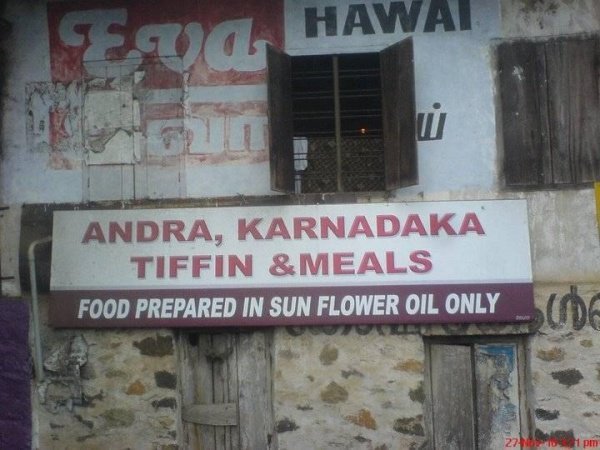 Eva
HAWAI
ANDRA, KARNADAKA
TIFFIN & MEALS
FOOD PREPARED IN SUN FLOWER OIL ONLY